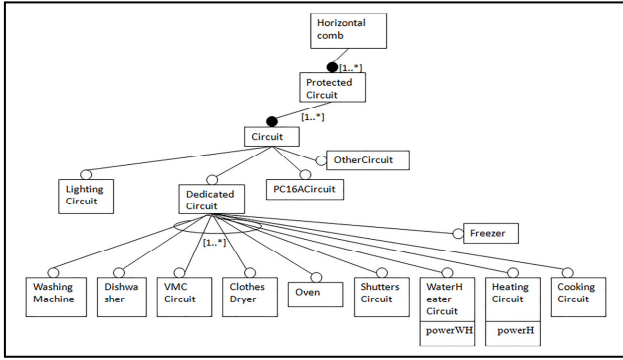 Horizontal
comb
[1..*]
Protected
Circuit
[1..*]
Circuit
OtherCircuit
Lighting
Circuit
Dedicated
Circuit
PC16ACircuit
Freezer
[1..*]
Washing
Machine
Dishwa
sher
VMC
Circuit
Clothes
Dryer
Oven
Shutters
Circuit
WaterH
eater
Circuit
powerWH
Heating
Circuit
powerH
Cooking
Circuit